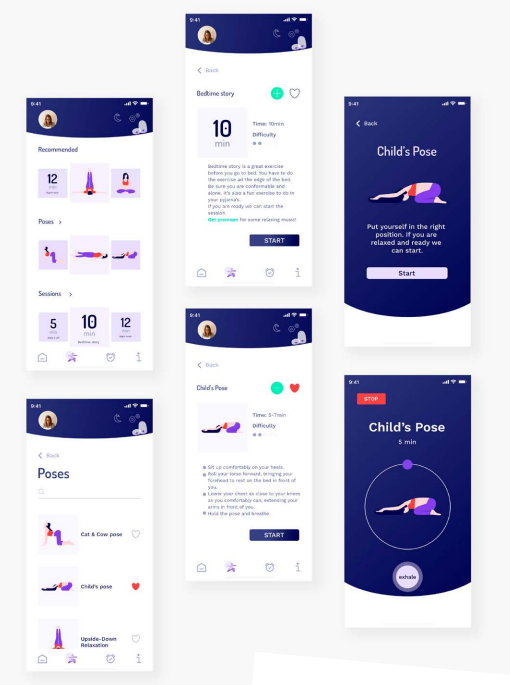 9:41
Recommended
12
min
Poses >
Sessions >
5
min
10
min
Bedtime story
12
min
9:41
Back
Poses
Cat & Cow pose
Child's pose
Upside-Down
Relaxation
9:41
Back
Bedtime story
10
min
Time: 10min
Difficulty
Bedtime story is a great exercise
before you go to bed. You have to do
the exercise at the edge of the bed.
Be sure you are comfortable and
alone. It's also a fun exercise to do in
your pyjama's.
If you are ready we can start the
session.
Get premium for some relaxing music!
START
9:41
Back
Child's Pose
Time: 5-7min
Difficulty
Sit up comfortably on your heels.
Roll your torso forward, bringing your
forehead to rest on the bed in front of
you.
Lower your chest as close to your knees
as you comfortably can, extending your
arms in front of you.
Hold the pose and breathe.
START
9:41
Back
Child's Pose
Put yourself in the right
position. If you are
relaxed and ready we
can start.
Start
9:41
STOP
Child's Pose
5 min
exhale